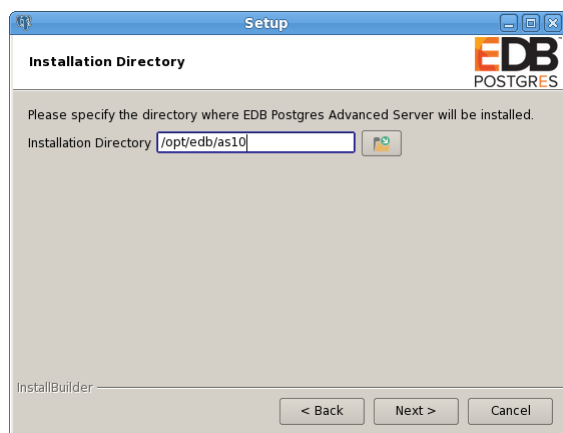 Setup
Installation Directory
EDB
POSTGRES
Please specify the directory where EDB Postgres Advanced Server will be installed.
Installation Directory /opt/edb/as10
InstallBuilder
< Back Next > Cancel